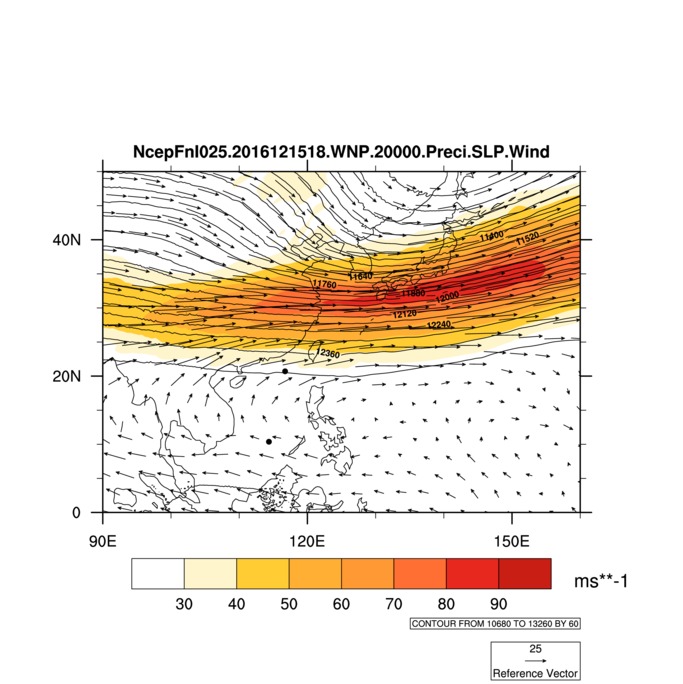 NcepFnl025.2016121518.WNP.20000.Preci.SLP.Wind
40N
20N
0
11400
11520
11640
11760
11880
12000
12120
12240
12360
90E
120E
150E
30
40
50
60
70
80
90
ms**-1
CONTOUR FROM 10680 TO 13260 BY 60
25
Reference Vector